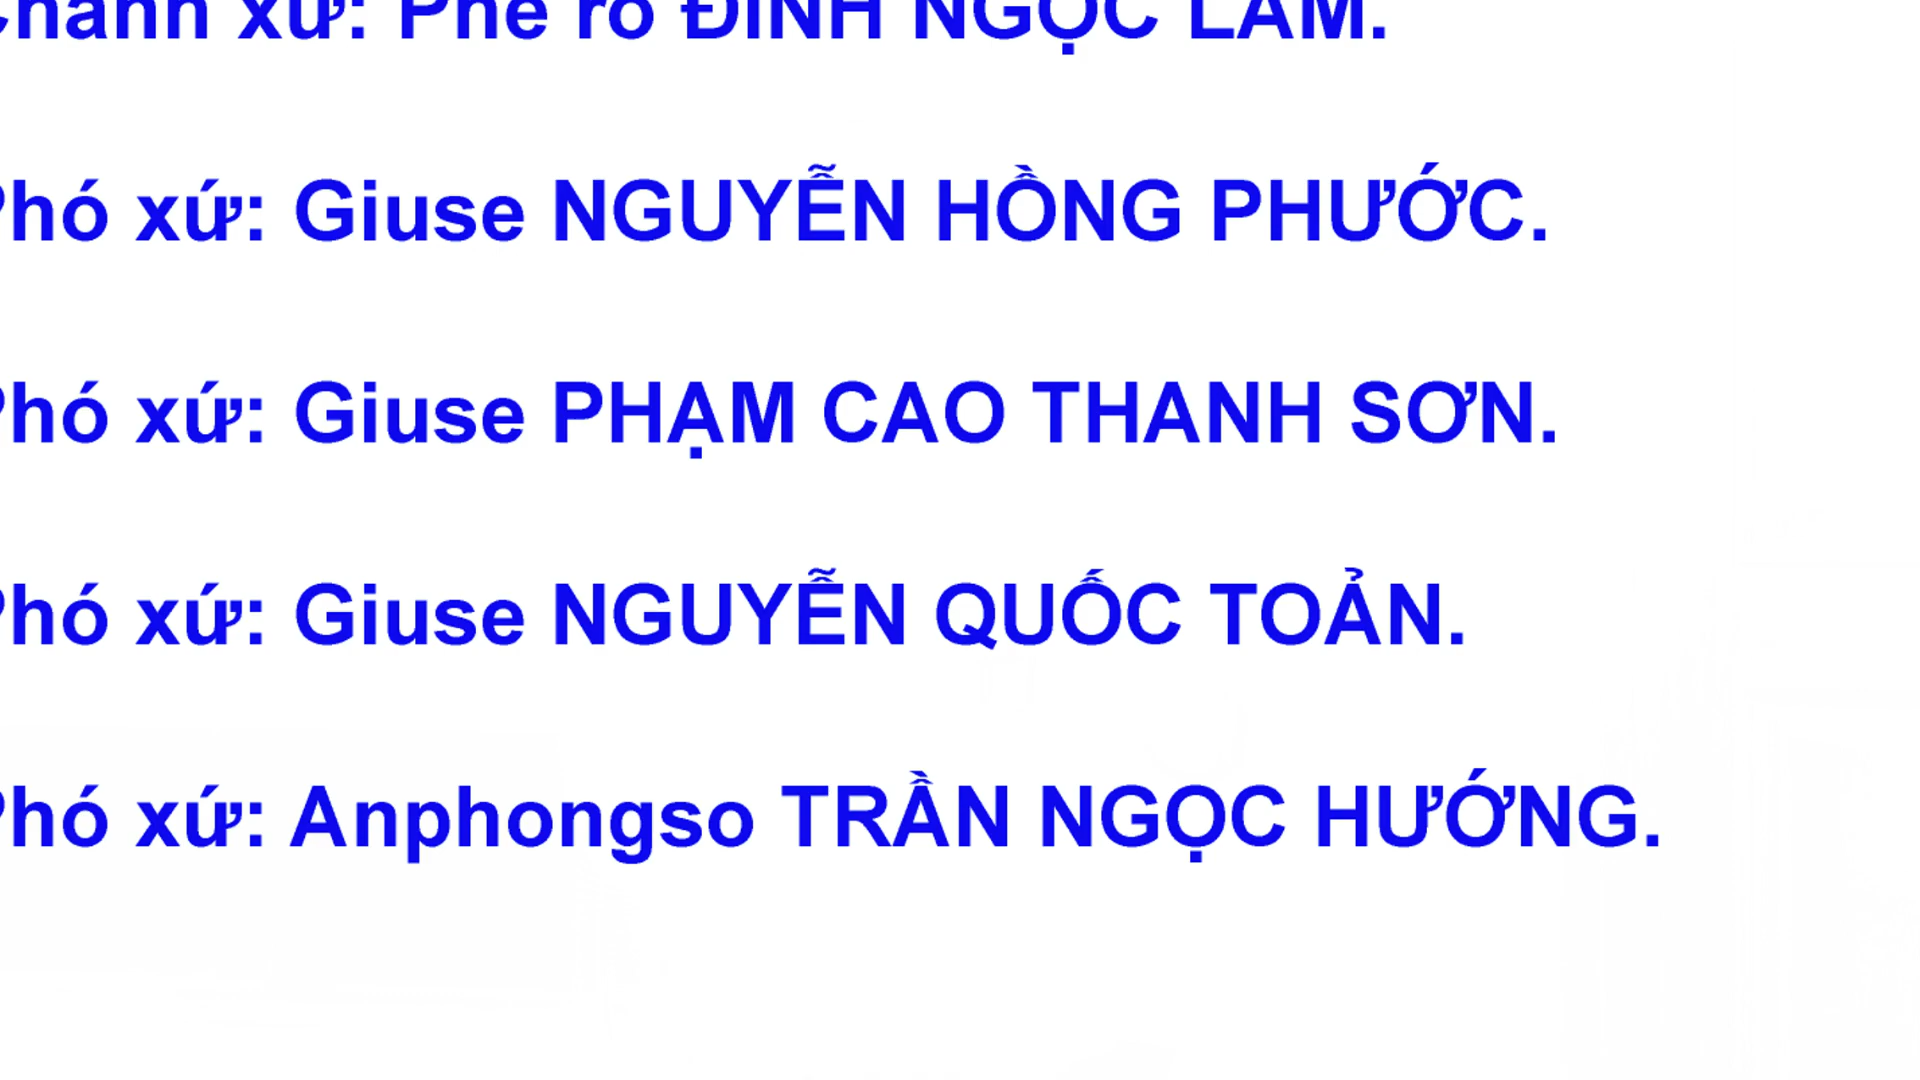 Chánh xứ: Phê rô ĐINH NGỌC LÂM.
Phó xứ: Giuse NGUYỄN HỒNG PHƯỚC.
Phó xứ: Giuse PHẠM CAO THANH SƠN.
Phó xứ: Giuse NGUYỄN QUỐC TOẢN.
Phó xứ: Anphongso TRẦN NGỌC HƯỚNG.